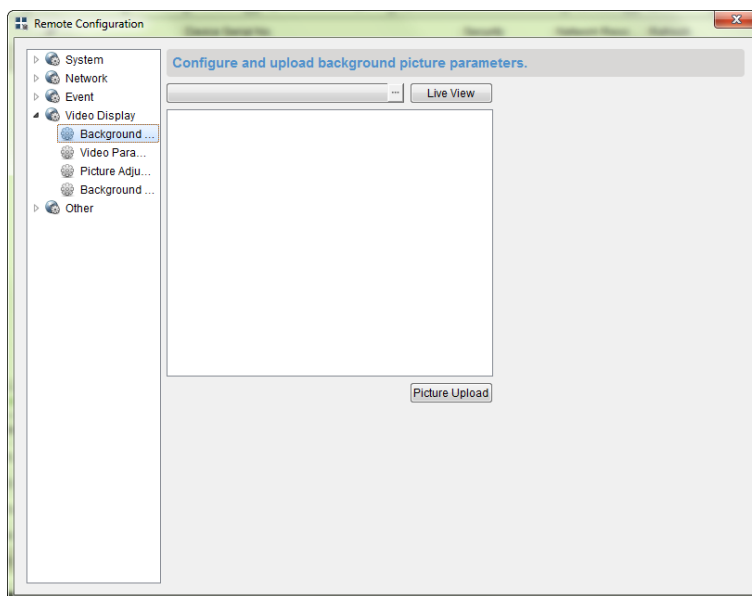 Remote Configuration
System
Network
Event
Video Display
Background ...
Video Para...
Picture Adju...
Background ...
Other
Configure and upload background picture parameters.
...
Live View
Picture Upload